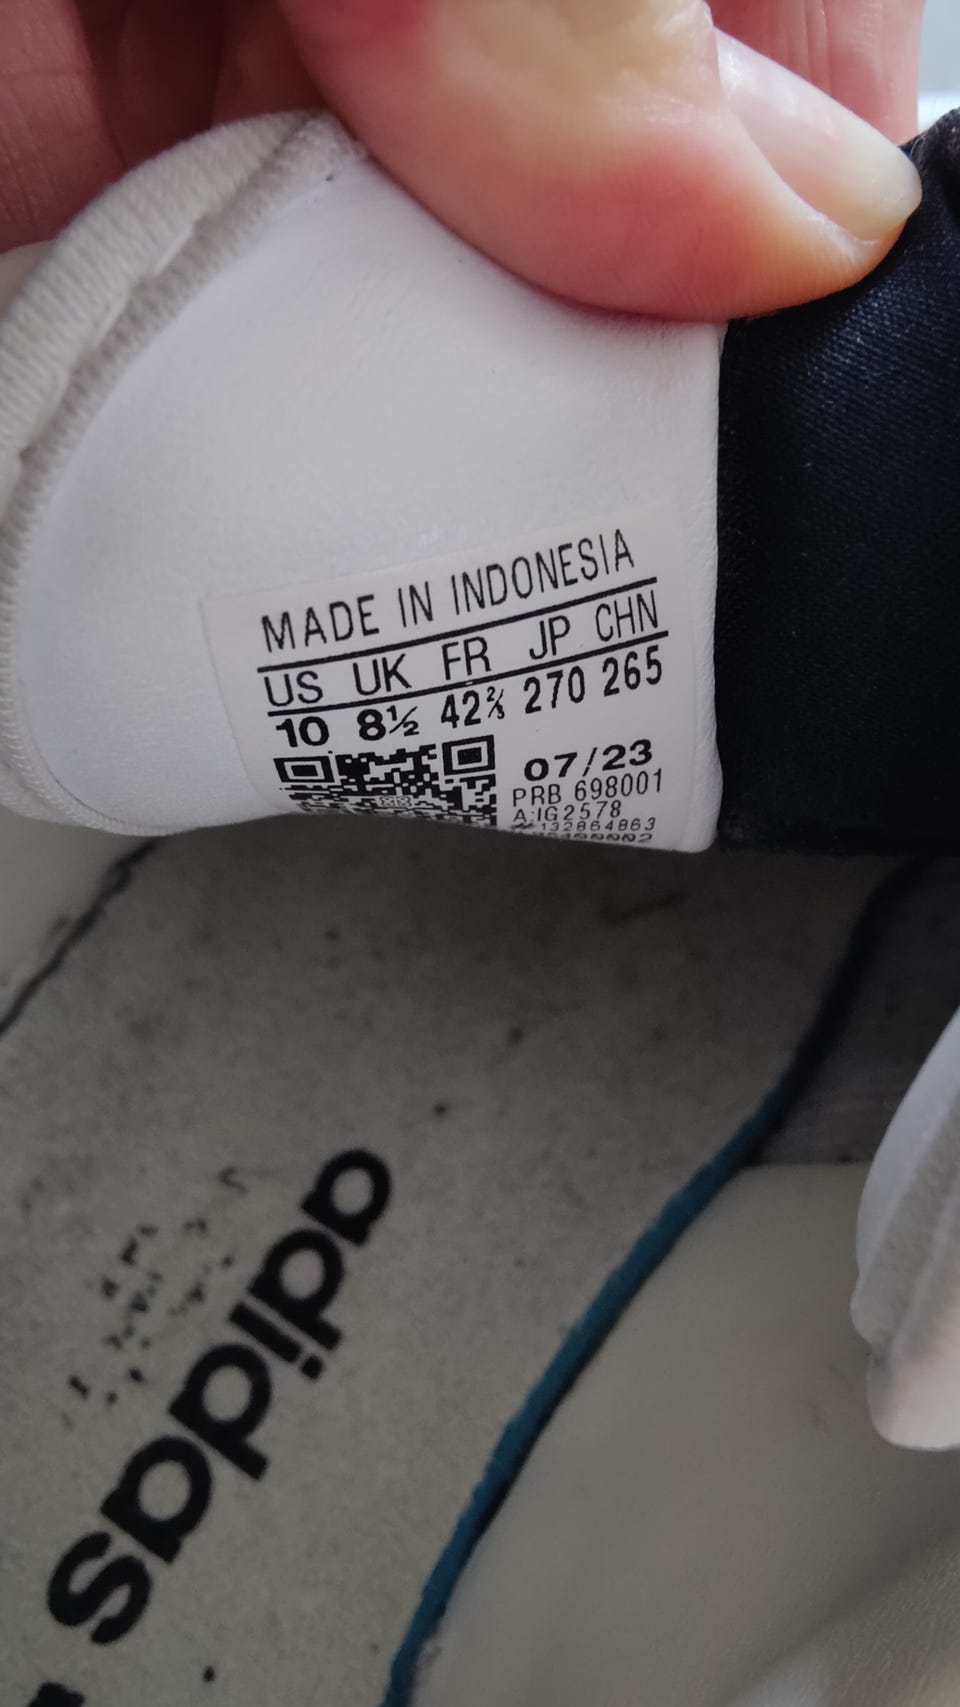 MADE IN INDONESIA
US UK FR JP CHN
10 8½ 42⅔ 270 265
07/23
PRB 698001
A:IG2578
#132864863
adidas